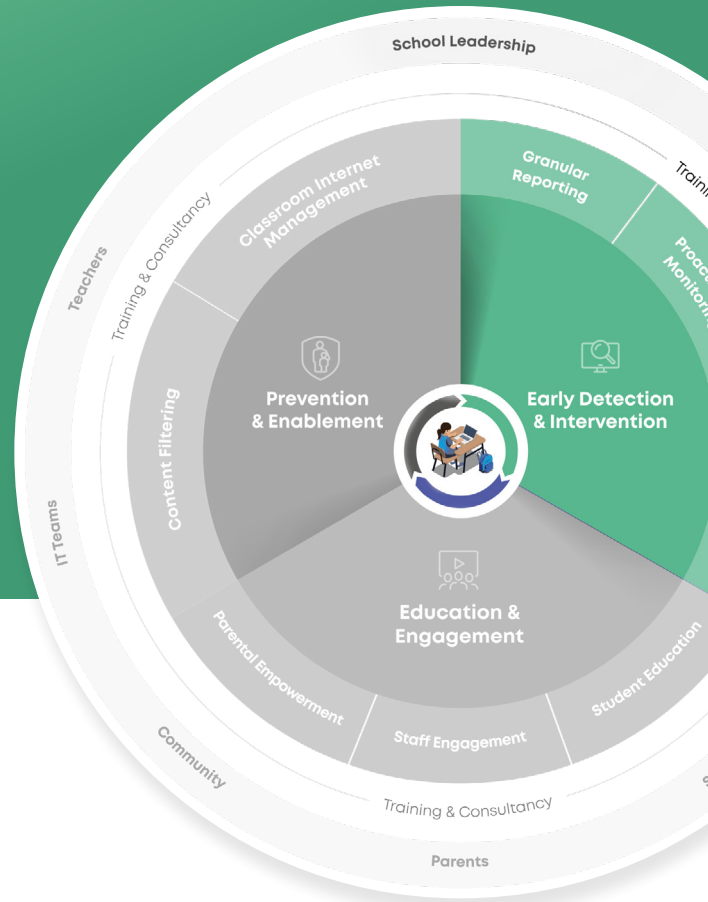 School Leadership
Teachers
IT Teams
Community
Parents
Training & Consultancy
Training & Consultancy
Classroom Internet
Management
Content Filtering
Granular
Reporting
Prevention
& Enablement
Early Detection
& Intervention
Education &
Engagement
Parental Empowerment
Staff Engagement
Student Education